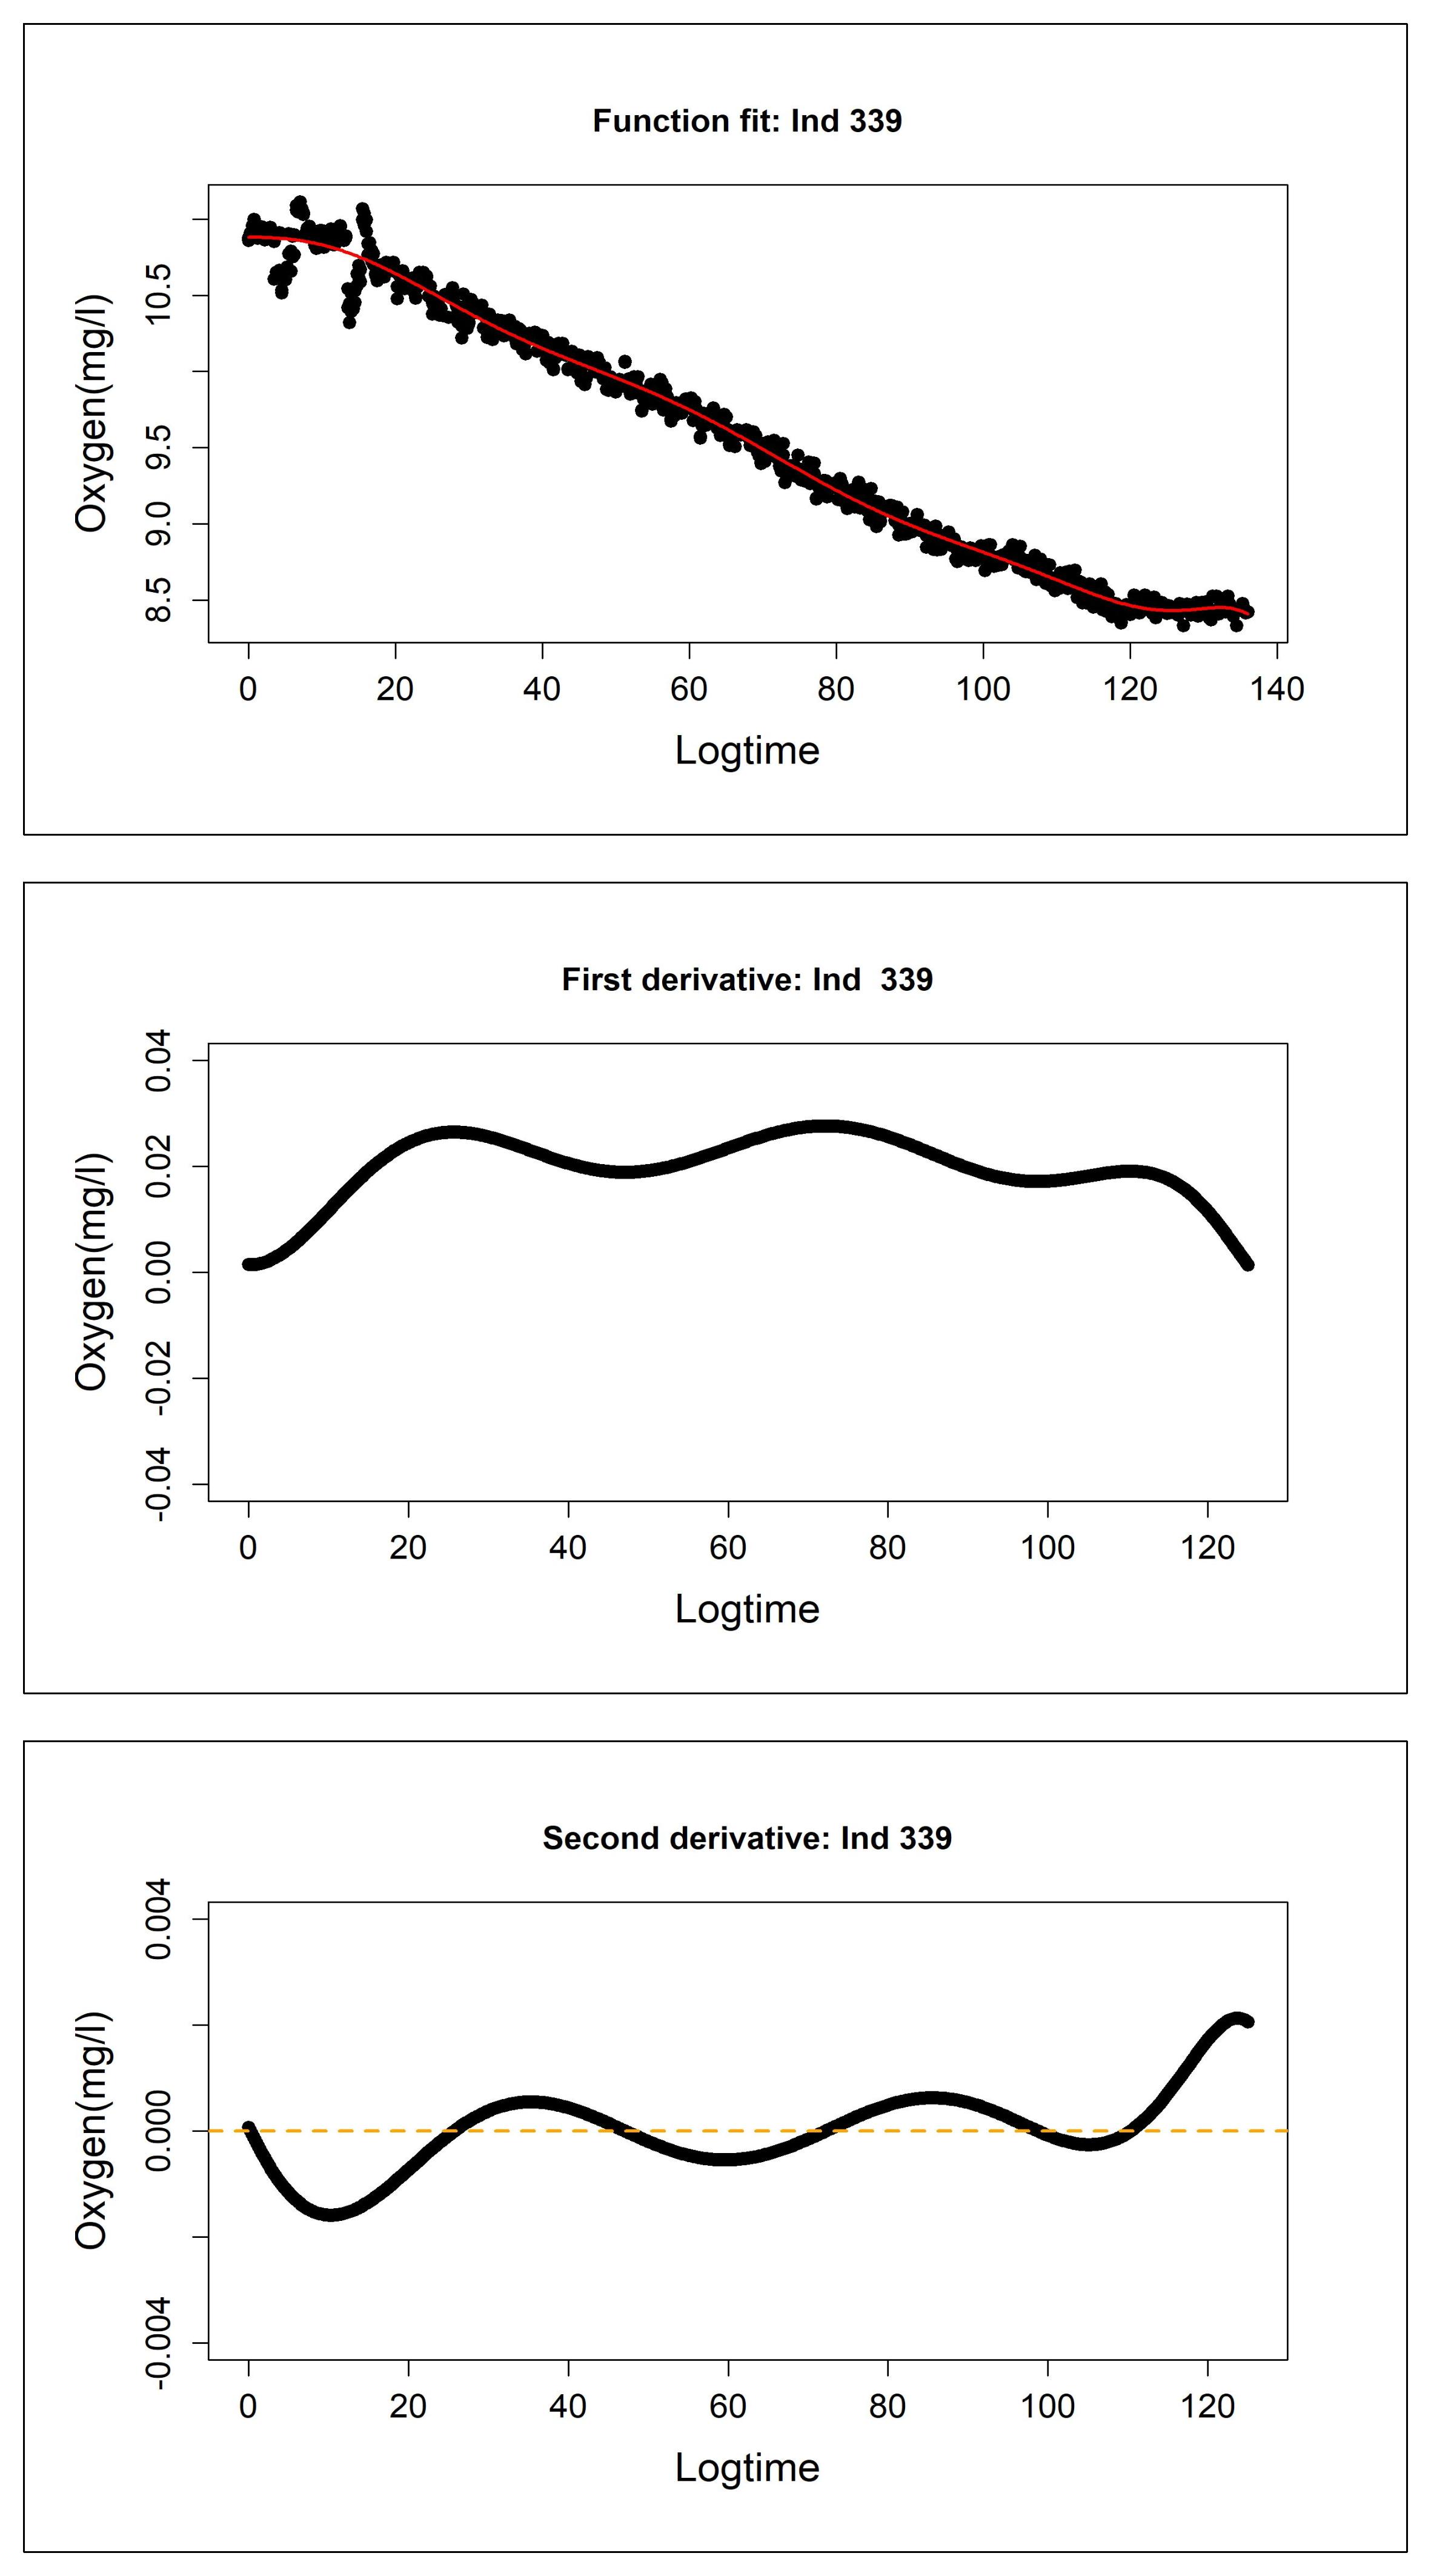 Function fit: Ind 339
Oxygen(mg/l)
10.5
9.5
9.0
8.5
0 20 40 60 80 100 120 140
Logtime
First derivative: Ind  339
Oxygen(mg/l)
0.04
0.02
0.00
-0.02
-0.04
0 20 40 60 80 100 120
Logtime
Second derivative: Ind 339
Oxygen(mg/l)
0.004
0.000
-0.004
0 20 40 60 80 100 120
Logtime